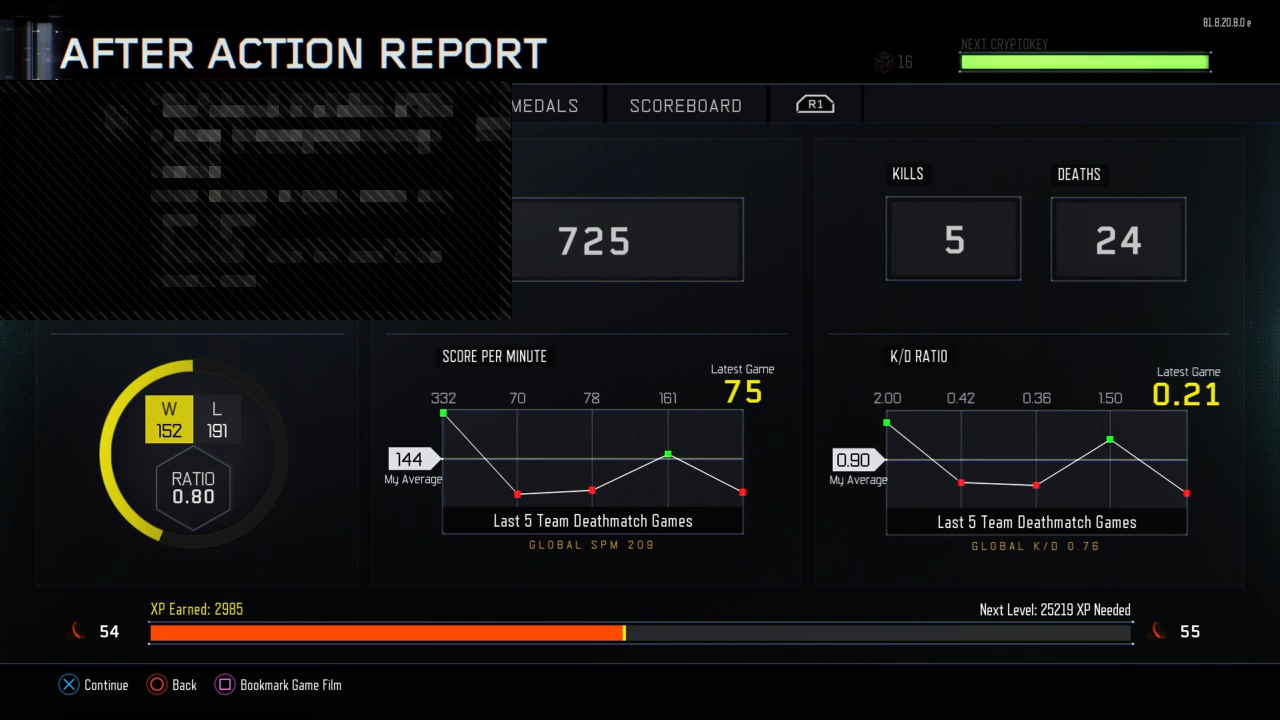 81.8.20.8.0 e
AFTER ACTION REPORT
16
NEXT CRYPTOKEY
MEDALS
SCOREBOARD
R1
725
KILLS
DEATHS
5
24
W
152
L
191
RATIO
0.80
SCORE PER MINUTE
Latest Game
75
332 70 78 161
144
My Average
Last 5 Team Deathmatch Games
GLOBAL SPM 209
K/D RATIO
Latest Game
0.21
2.00 0.42 0.36 1.50
0.90
My Average
Last 5 Team Deathmatch Games
GLOBAL K/D 0.76
XP Earned: 2985
Next Level: 25219 XP Needed
54
55
Continue
Back
Bookmark Game Film